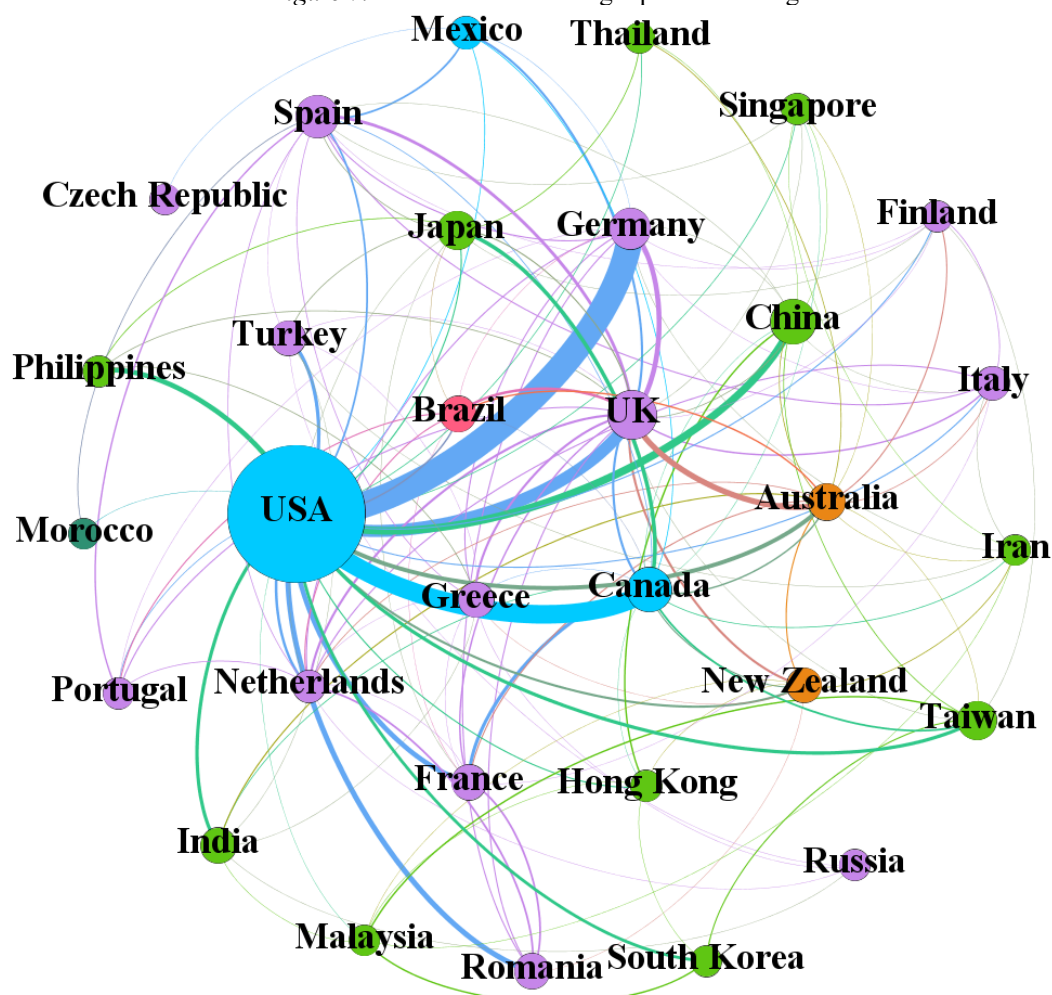 Mexico
Thailand
Spain
Singapore
Czech Republic
Japan
Germany
Finland
China
Turkey
Philippines
Italy
Brazil
UK
USA
Australia
Morocco
Iran
Greece
Canada
Portugal
Netherlands
New Zealand
Taiwan
France
Hong Kong
India
Russia
Malaysia
Romania
South Korea